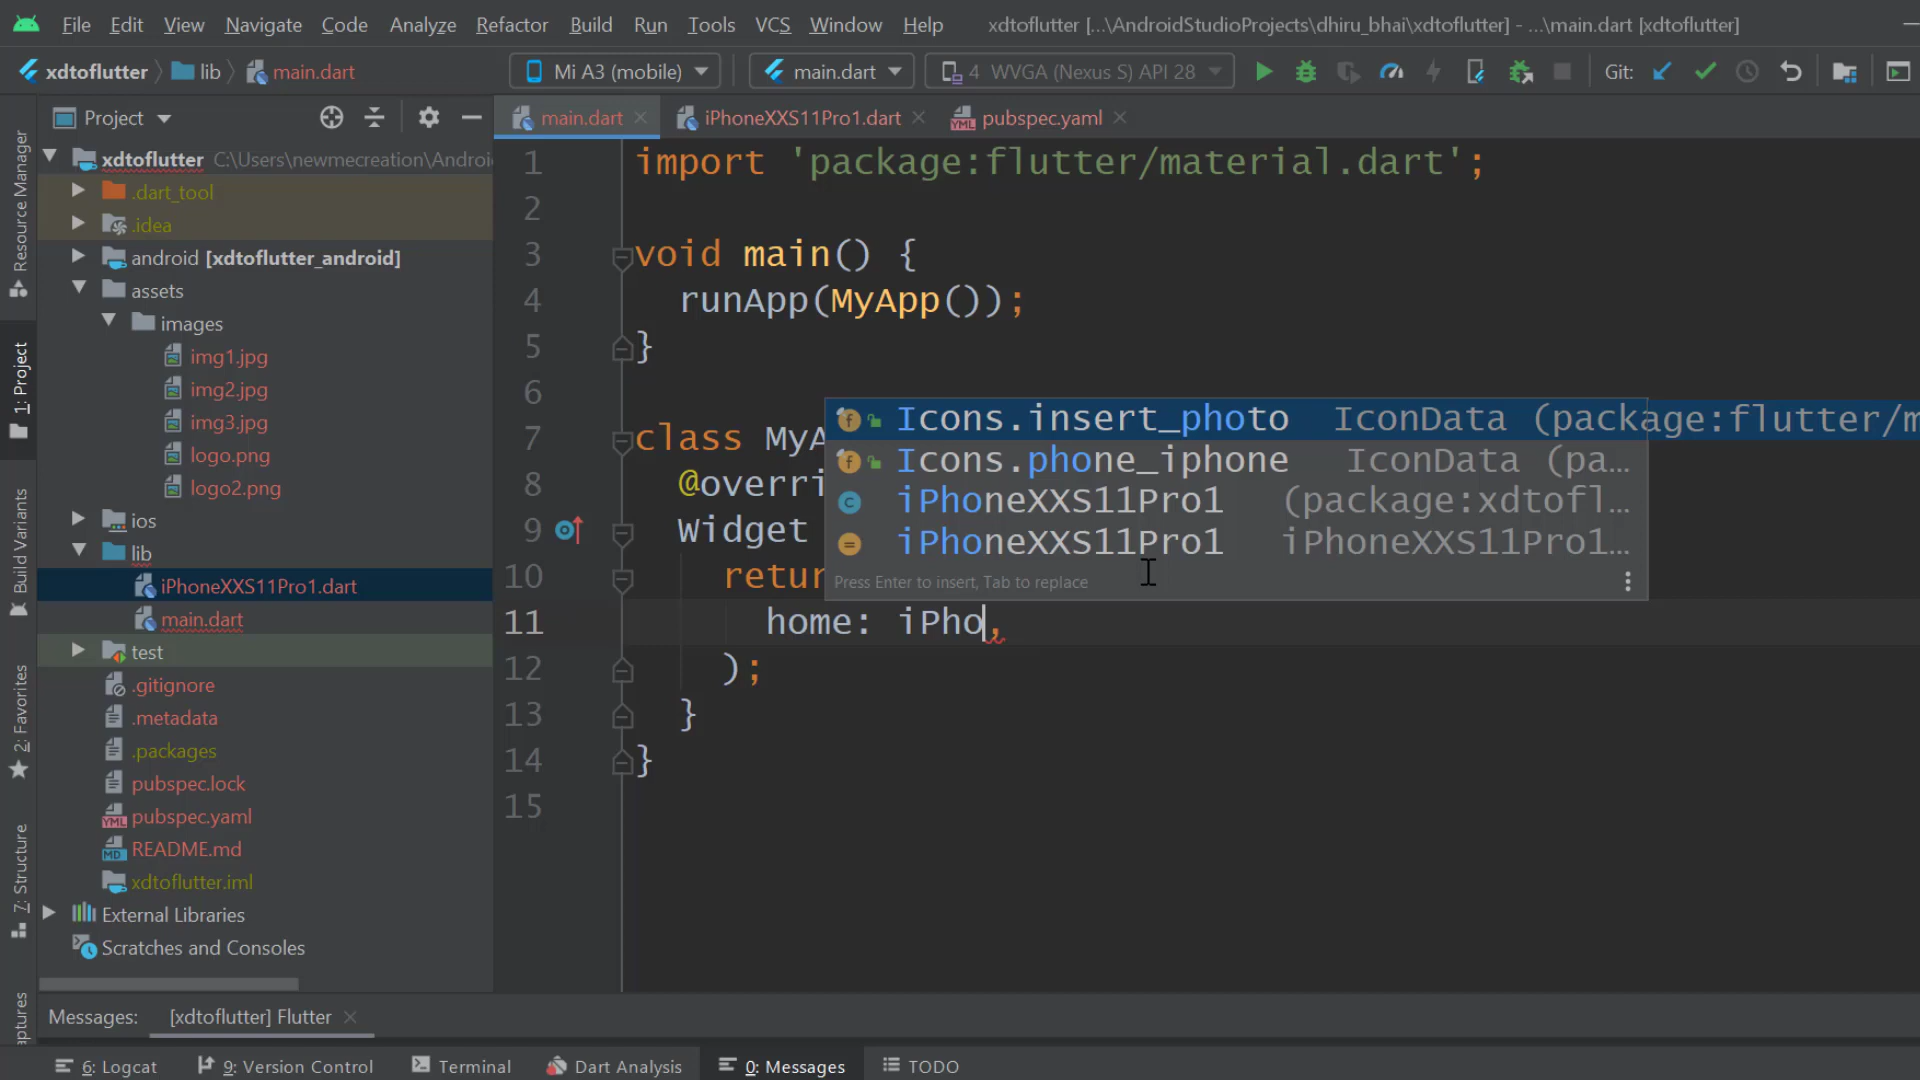 File Edit View Navigate Code Analyze Refactor Build Run Tools VCS Window Help xdtoflutter [...\AndroidStudioProjects\dhiru_bhai\xdtoflutter] - ...\main.dart [xdtoflutter]
xdtoflutter lib main.dart Mi A3 (mobile) main.dart 4 WVGA (Nexus S) API 28 Git:
Project
main.dart iPhoneXXS11Pro1.dart pubspec.yaml
Resource Manager
1: Project
Build Variants
2: Favorites
7: Structure
aptures
xdtoflutter C:\Users\newmecreation\Androi
.dart_tool
.idea
android [xdtoflutter_android]
assets
images
img1.jpg
img2.jpg
img3.jpg
logo.png
logo2.png
ios
lib
iPhoneXXS11Pro1.dart
main.dart
test
.gitignore
.metadata
.packages
pubspec.lock
pubspec.yaml
README.md
xdtoflutter.iml
External Libraries
Scratches and Consoles
1 import 'package:flutter/material.dart';
2
3 void main() {
4 runApp(MyApp());
5 }
6
7 class MyA
8 @overri
9 Widget
10 retur
11 home: iPho,
12 );
13 }
14 }
15
Icons.insert_photo IconData (package:flutter/m
Icons.phone_iphone IconData (pa...
iPhoneXXS11Pro1 (package:xdtofl...
iPhoneXXS11Pro1 iPhoneXXS11Pro1...
Press Enter to insert, Tab to replace
Messages: [xdtoflutter] Flutter
6: Logcat 9: Version Control Terminal Dart Analysis 0: Messages TODO